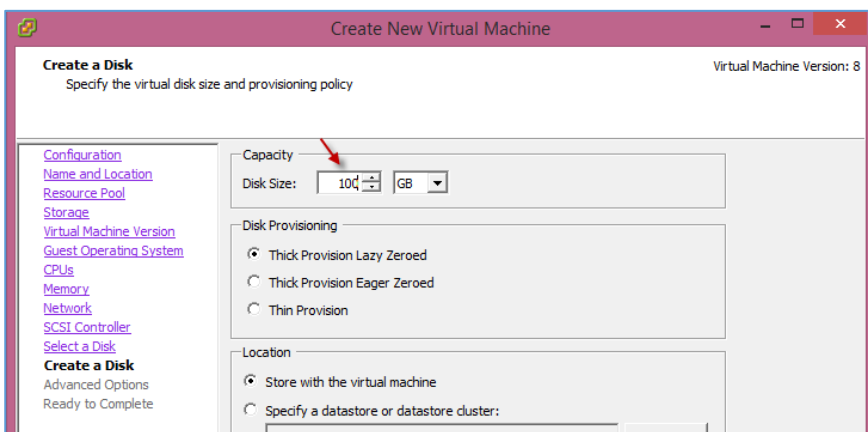 Create New Virtual Machine
Create a Disk
Specify the virtual disk size and provisioning policy
Virtual Machine Version: 8
Configuration
Name and Location
Resource Pool
Storage
Virtual Machine Version
Guest Operating System
CPUs
Memory
Network
SCSI Controller
Select a Disk
Create a Disk
Advanced Options
Ready to Complete
Capacity
Disk Size: 100 GB
Disk Provisioning
Thick Provision Lazy Zeroed
Thick Provision Eager Zeroed
Thin Provision
Location
Store with the virtual machine
Specify a datastore or datastore cluster: